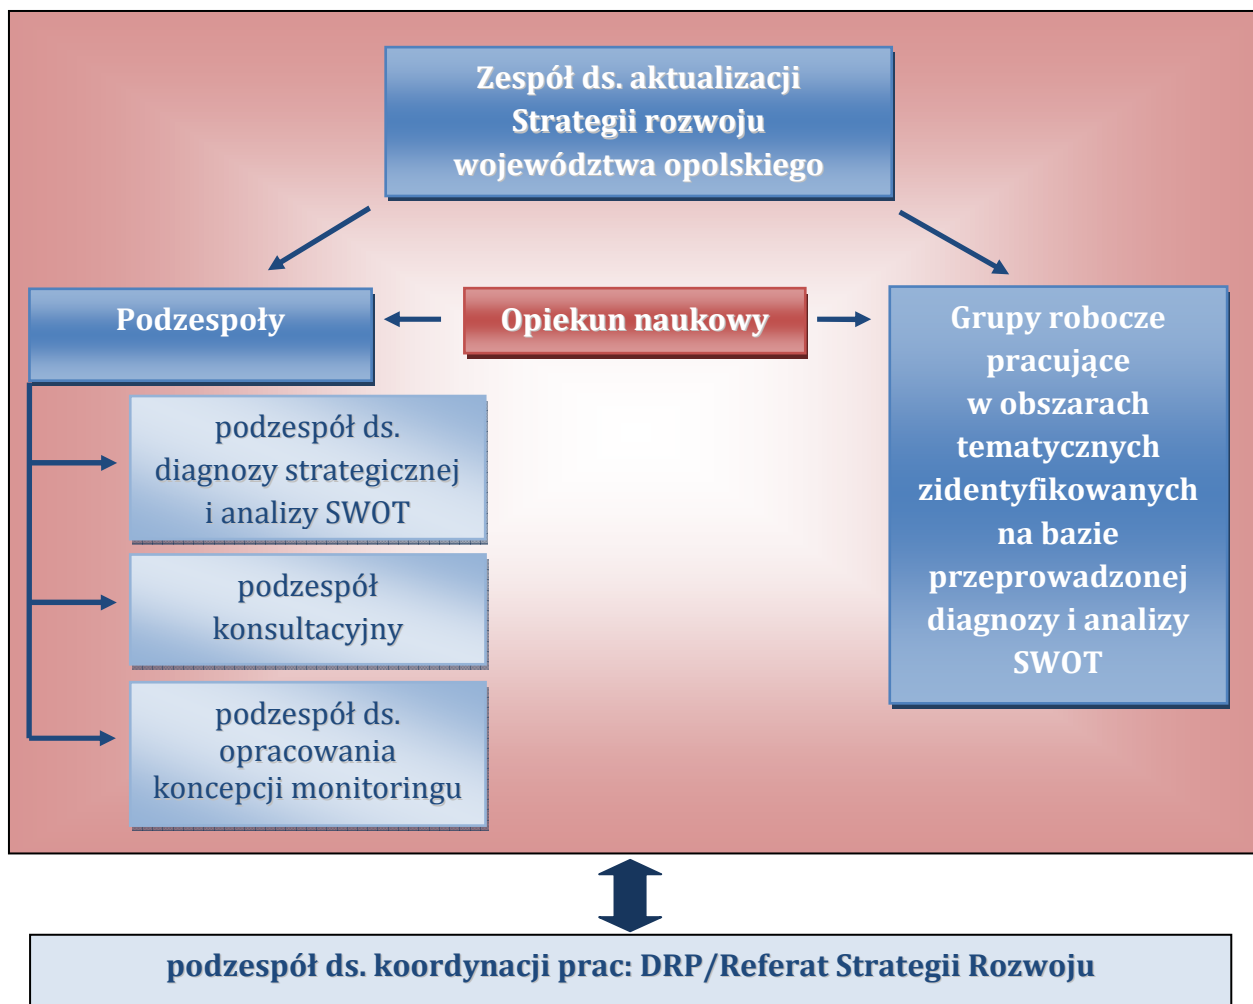 Zespół ds. aktualizacji
Strategii rozwoju
województwa opolskiego
Podzespoły
Opiekun naukowy
Grupy robocze
pracujące
w obszarach
tematycznych
zidentyfikowanych
na bazie
przeprowadzonej
diagnozy i analizy
SWOT
podzespół ds.
diagnozy strategicznej
i analizy SWOT
podzespół
konsultacyjny
podzespół ds.
opracowania
koncepcji monitoringu
podzespół ds. koordynacji prac: DRP/Referat Strategii Rozwoju